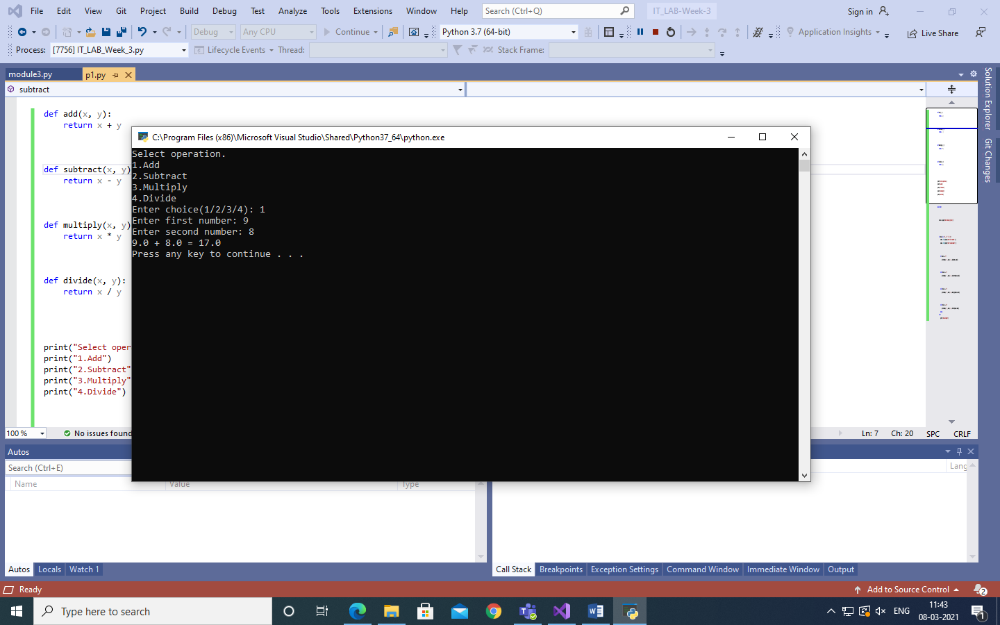 File Edit View Git Project Build Debug Test Analyze Tools Extensions Window Help Search (Ctrl+Q) IT_LAB-Week-3 Sign in
Debug Any CPU Continue Python 3.7 (64-bit) Application Insights Live Share
Process: [7756] IT_LAB_Week_3.py Lifecycle Events Thread: Stack Frame:
module3.py p1.py
subtract
def add(x, y):
return x + y
def subtract(x, y)
return x - y
def multiply(x, y)
return x * y
def divide(x, y):
return x / y
print("Select oper
print("1.Add")
print("2.Subtract"
print("3.Multiply"
print("4.Divide")
C:\Program Files (x86)\Microsoft Visual Studio\Shared\Python37_64\python.exe
Select operation.
1.Add
2.Subtract
3.Multiply
4.Divide
Enter choice(1/2/3/4): 1
Enter first number: 9
Enter second number: 8
9.0 + 8.0 = 17.0
Press any key to continue . . .
Solution Explorer
Git Changes
100 % No issues found Ln: 7 Ch: 20 SPC CRLF
Autos
Search (Ctrl+E)
Name Value Type
Lang
Autos Locals Watch 1
Call Stack Breakpoints Exception Settings Command Window Immediate Window Output
Ready Add to Source Control 2
Type here to search
ENG 11:43
08-03-2021 1